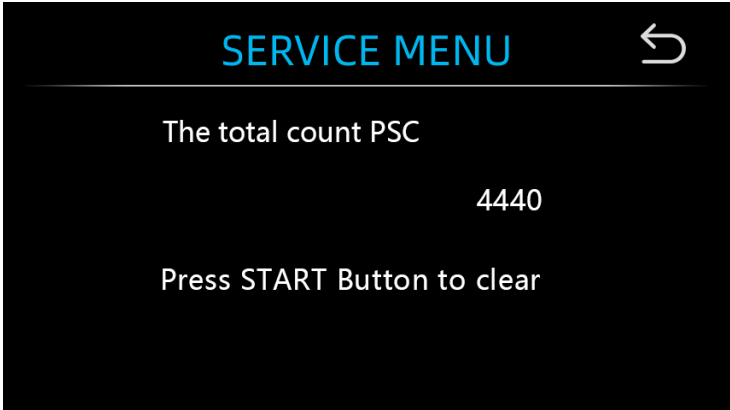 SERVICE MENU
The total count PSC
4440
Press START Button to clear